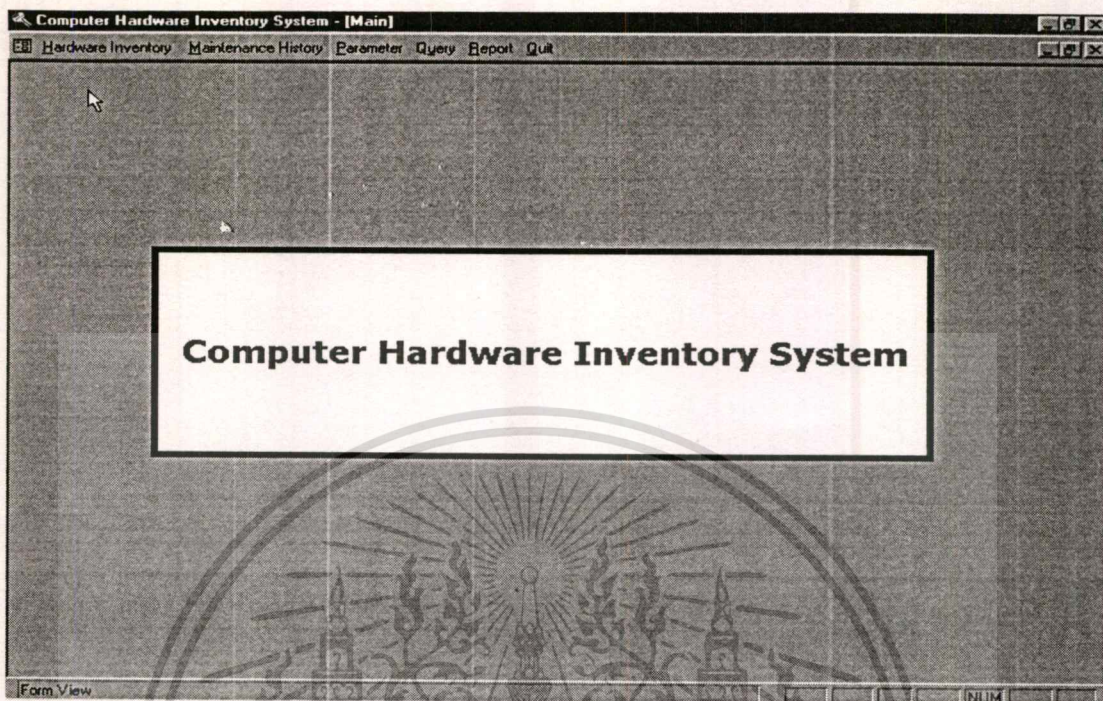 Computer Hardware Inventory System - [Main]
Hardware Inventory Maintenance History Parameter Query Report Quit
Computer Hardware Inventory System
Form View NUM